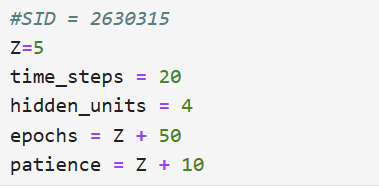 #SID = 2630315
Z=5
time_steps = 20
hidden_units = 4
epochs = Z + 50
patience = Z + 10